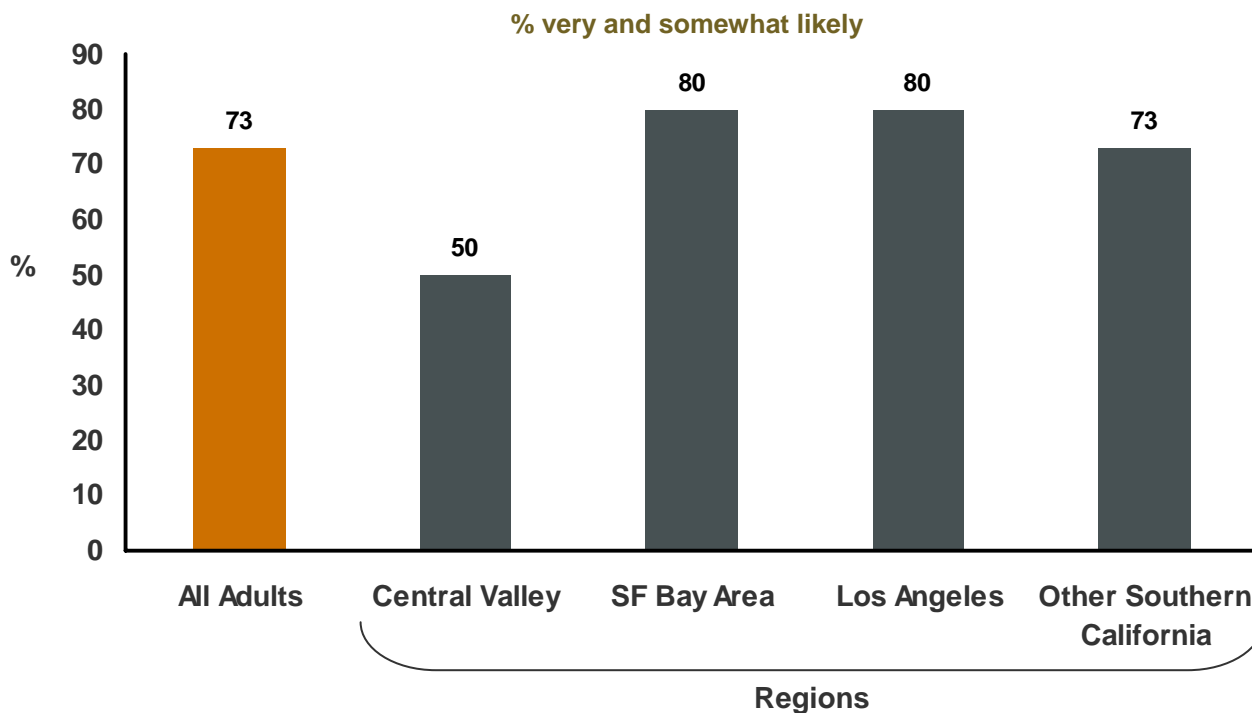 % very and somewhat likely
90
80
70
60
50
40
30
20
10
0
%
73
50
80
80
73
All Adults
Central Valley
SF Bay Area
Los Angeles
Other Southern
California
Regions